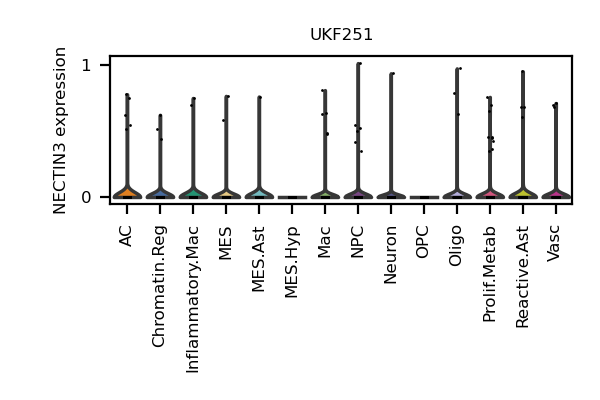 UKF251
NECTIN3 expression
1
0
AC
Chromatin.Reg
Inflammatory.Mac
MES
MES.Ast
MES.Hyp
Mac
NPC
Neuron
OPC
Oligo
Prolif.Metab
Reactive.Ast
Vasc